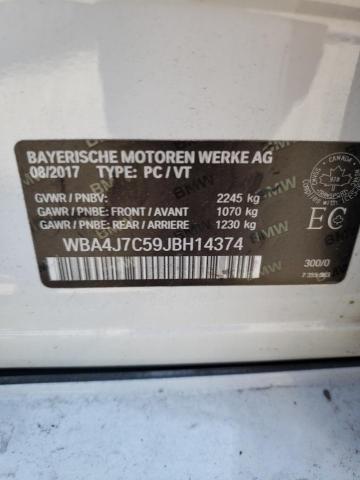 BAYERISCHE MOTOREN WERKE AG
08/2017 TYPE: PC / VT
GVWR / PNBV: 2245 kg
GAWR / PNBE: FRONT / AVANT 1070 kg
GAWR / PNBE: REAR / ARRIERE 1230 kg
WBA4J7C59JBH14374
EC
300/0